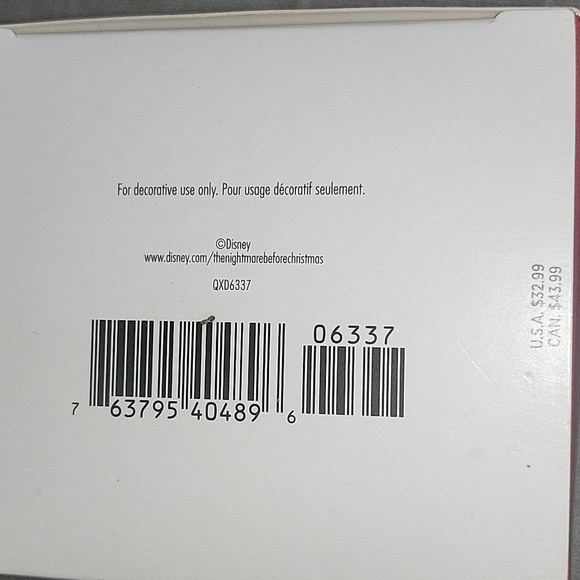 For decorative use only. Pour usage décoratif seulement.
©Disney
www.disney.com/thenightmarebeforechristmas
QXD6337
06337
7 63795 40489 6
U.S.A. $32.99
CAN. $43.99